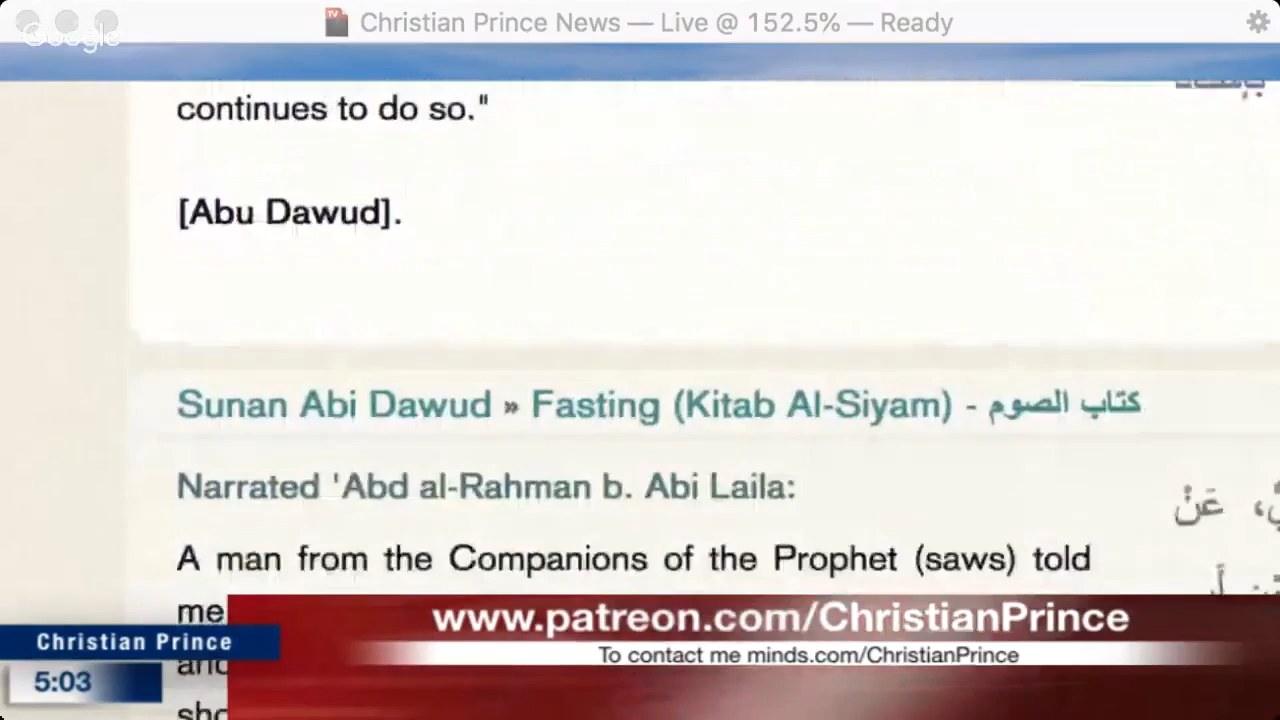 Christian Prince News — Live @ 152.5% — Ready
Google
continues to do so."
[Abu Dawud].
Sunan Abi Dawud » Fasting (Kitab Al-Siyam) - كتاب الصوم
Narrated 'Abd al-Rahman b. Abi Laila:
عَنْ
A man from the Companions of the Prophet (saws) told
me
www.patreon.com/ChristianPrince
Christian Prince
To contact me minds.com/ChristianPrince
5:03